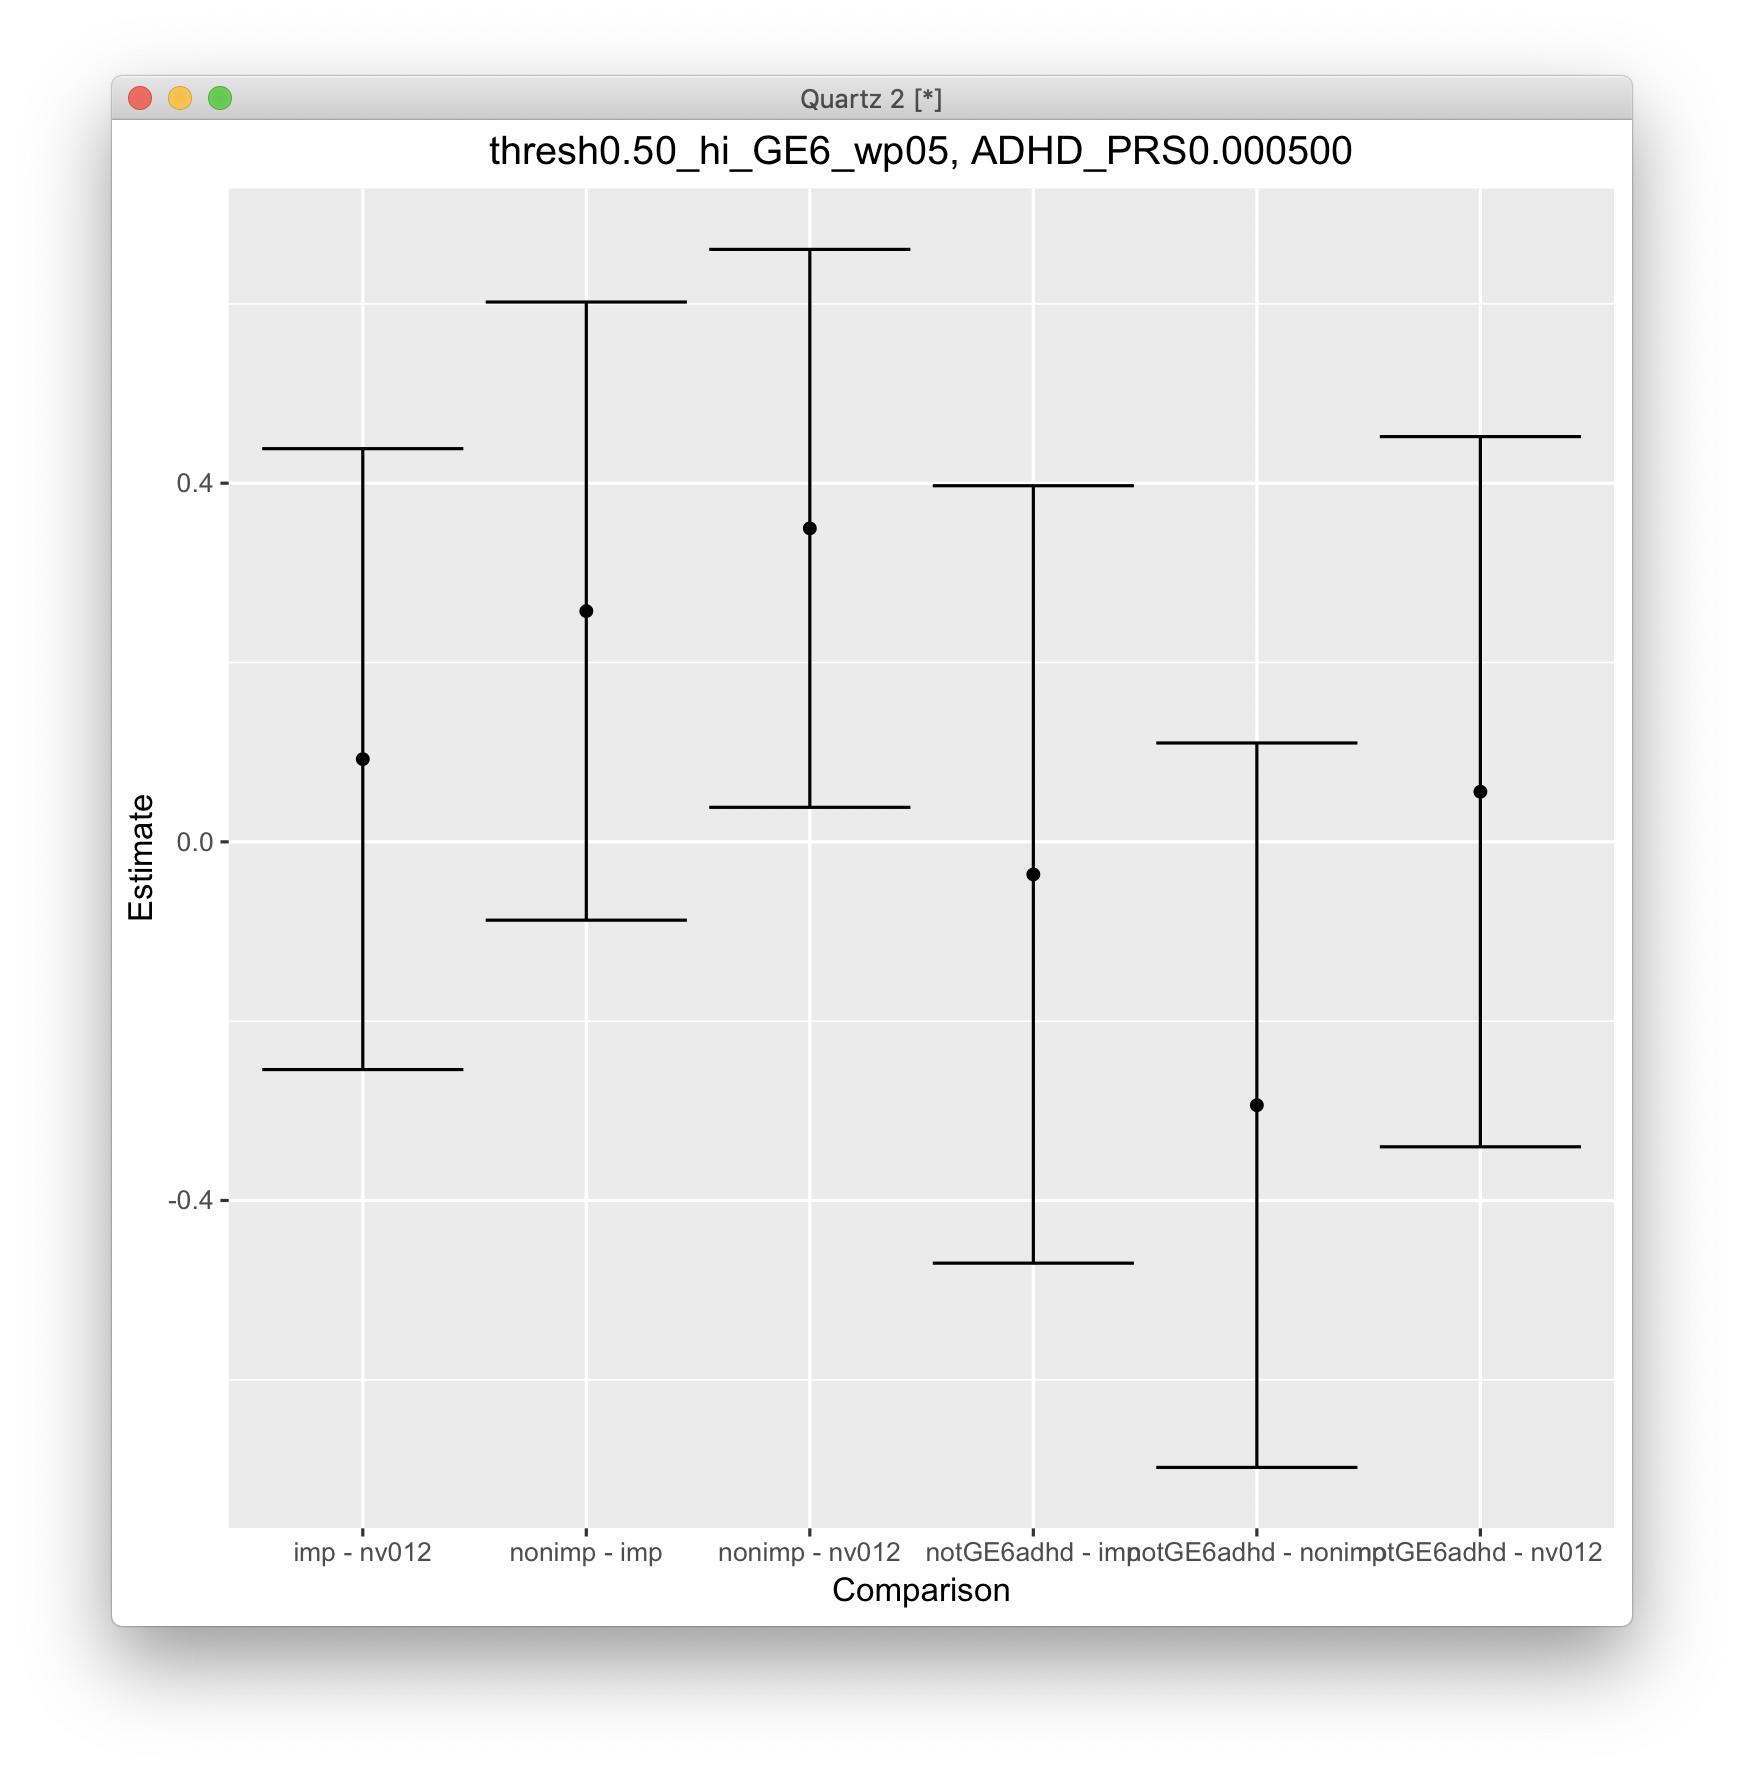 Quartz 2 [*]
thresh0.50_hi_GE6_wp05, ADHD_PRS0.000500
0.4
0.0
-0.4
Estimate
imp - nv012
nonimp - imp
nonimp - nv012
notGE6adhd - imp
notGE6adhd - nonimp
notGE6adhd - nv012
Comparison